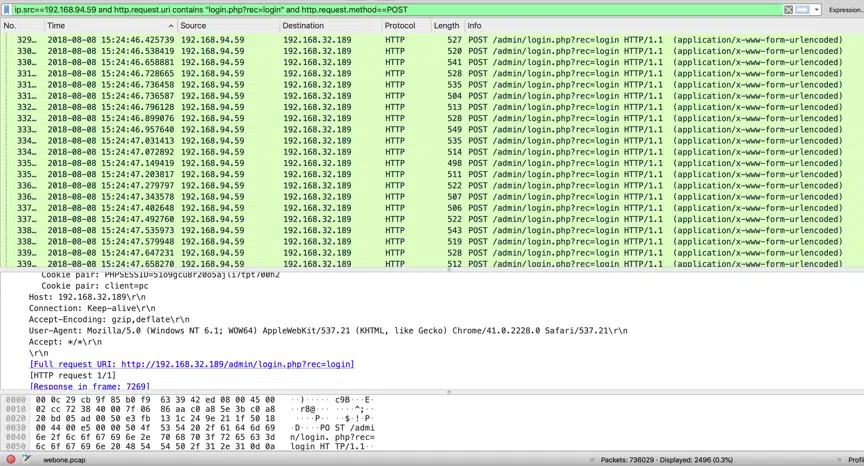 ip.src==192.168.94.59 and http.request.uri contains "login.php?rec=login" and http.request.method==POST Expression…
No. Time Source Destination Protocol Length Info
329… 2018-08-08 15:24:46.425739 192.168.94.59 192.168.32.189 HTTP 527 POST /admin/login.php?rec=login HTTP/1.1 (application/x-www-form-urlencoded)
330… 2018-08-08 15:24:46.538419 192.168.94.59 192.168.32.189 HTTP 520 POST /admin/login.php?rec=login HTTP/1.1 (application/x-www-form-urlencoded)
330… 2018-08-08 15:24:46.658881 192.168.94.59 192.168.32.189 HTTP 541 POST /admin/login.php?rec=login HTTP/1.1 (application/x-www-form-urlencoded)
331… 2018-08-08 15:24:46.728665 192.168.94.59 192.168.32.189 HTTP 528 POST /admin/login.php?rec=login HTTP/1.1 (application/x-www-form-urlencoded)
331… 2018-08-08 15:24:46.736458 192.168.94.59 192.168.32.189 HTTP 535 POST /admin/login.php?rec=login HTTP/1.1 (application/x-www-form-urlencoded)
331… 2018-08-08 15:24:46.736587 192.168.94.59 192.168.32.189 HTTP 504 POST /admin/login.php?rec=login HTTP/1.1 (application/x-www-form-urlencoded)
332… 2018-08-08 15:24:46.796128 192.168.94.59 192.168.32.189 HTTP 513 POST /admin/login.php?rec=login HTTP/1.1 (application/x-www-form-urlencoded)
332… 2018-08-08 15:24:46.899076 192.168.94.59 192.168.32.189 HTTP 528 POST /admin/login.php?rec=login HTTP/1.1 (application/x-www-form-urlencoded)
333… 2018-08-08 15:24:46.957640 192.168.94.59 192.168.32.189 HTTP 549 POST /admin/login.php?rec=login HTTP/1.1 (application/x-www-form-urlencoded)
334… 2018-08-08 15:24:47.031413 192.168.94.59 192.168.32.189 HTTP 535 POST /admin/login.php?rec=login HTTP/1.1 (application/x-www-form-urlencoded)
334… 2018-08-08 15:24:47.072892 192.168.94.59 192.168.32.189 HTTP 514 POST /admin/login.php?rec=login HTTP/1.1 (application/x-www-form-urlencoded)
335… 2018-08-08 15:24:47.149419 192.168.94.59 192.168.32.189 HTTP 498 POST /admin/login.php?rec=login HTTP/1.1 (application/x-www-form-urlencoded)
335… 2018-08-08 15:24:47.203817 192.168.94.59 192.168.32.189 HTTP 511 POST /admin/login.php?rec=login HTTP/1.1 (application/x-www-form-urlencoded)
336… 2018-08-08 15:24:47.279797 192.168.94.59 192.168.32.189 HTTP 522 POST /admin/login.php?rec=login HTTP/1.1 (application/x-www-form-urlencoded)
336… 2018-08-08 15:24:47.343578 192.168.94.59 192.168.32.189 HTTP 507 POST /admin/login.php?rec=login HTTP/1.1 (application/x-www-form-urlencoded)
337… 2018-08-08 15:24:47.402648 192.168.94.59 192.168.32.189 HTTP 506 POST /admin/login.php?rec=login HTTP/1.1 (application/x-www-form-urlencoded)
337… 2018-08-08 15:24:47.492760 192.168.94.59 192.168.32.189 HTTP 522 POST /admin/login.php?rec=login HTTP/1.1 (application/x-www-form-urlencoded)
338… 2018-08-08 15:24:47.535973 192.168.94.59 192.168.32.189 HTTP 543 POST /admin/login.php?rec=login HTTP/1.1 (application/x-www-form-urlencoded)
338… 2018-08-08 15:24:47.579948 192.168.94.59 192.168.32.189 HTTP 519 POST /admin/login.php?rec=login HTTP/1.1 (application/x-www-form-urlencoded)
339… 2018-08-08 15:24:47.647231 192.168.94.59 192.168.32.189 HTTP 528 POST /admin/login.php?rec=login HTTP/1.1 (application/x-www-form-urlencoded)
339… 2018-08-08 15:24:47.658270 192.168.94.59 192.168.32.189 HTTP 512 POST /admin/login.php?rec=login HTTP/1.1 (application/x-www-form-urlencoded)
Cookie pair:
Cookie pair: client=pc
Host: 192.168.32.189\r\n
Connection: Keep-alive\r\n
Accept-Encoding: gzip,deflate\r\n
User-Agent: Mozilla/5.0 (Windows NT 6.1; WOW64) AppleWebKit/537.21 (KHTML, like Gecko) Chrome/41.0.2228.0 Safari/537.21\r\n
Accept: */*\r\n
\r\n
[Full request URI: http://192.168.32.189/admin/login.php?rec=login]
[HTTP request 1/1]
[Response in frame: 7269]
0000 00 0c 29 cb 9f 85 b0 f9 63 39 42 ed 08 00 45 00 ··)····· c9B···E·
0010 02 cc 72 38 40 00 7f 06 86 aa c0 a8 5e 3b c0 a8 ··r8@··· ····^;··
0020 20 bd 05 ad 00 50 e3 fb 13 1c 24 9e 21 1f 50 18 ····P·· ··$·!·P·
0030 00 44 00 e5 00 00 50 4f 53 54 20 2f 61 64 6d 69 ·D····PO ST /admi
0040 6e 2f 6c 6f 67 69 6e 2e 70 68 70 3f 72 65 63 3d n/login. php?rec=
0050 6c 6f 67 69 6e 20 48 54 54 50 2f 31 2e 31 0d 0a login HT TP/1.1··
webone.pcap Packets: 736029 · Displayed: 2496 (0.3%) Profi